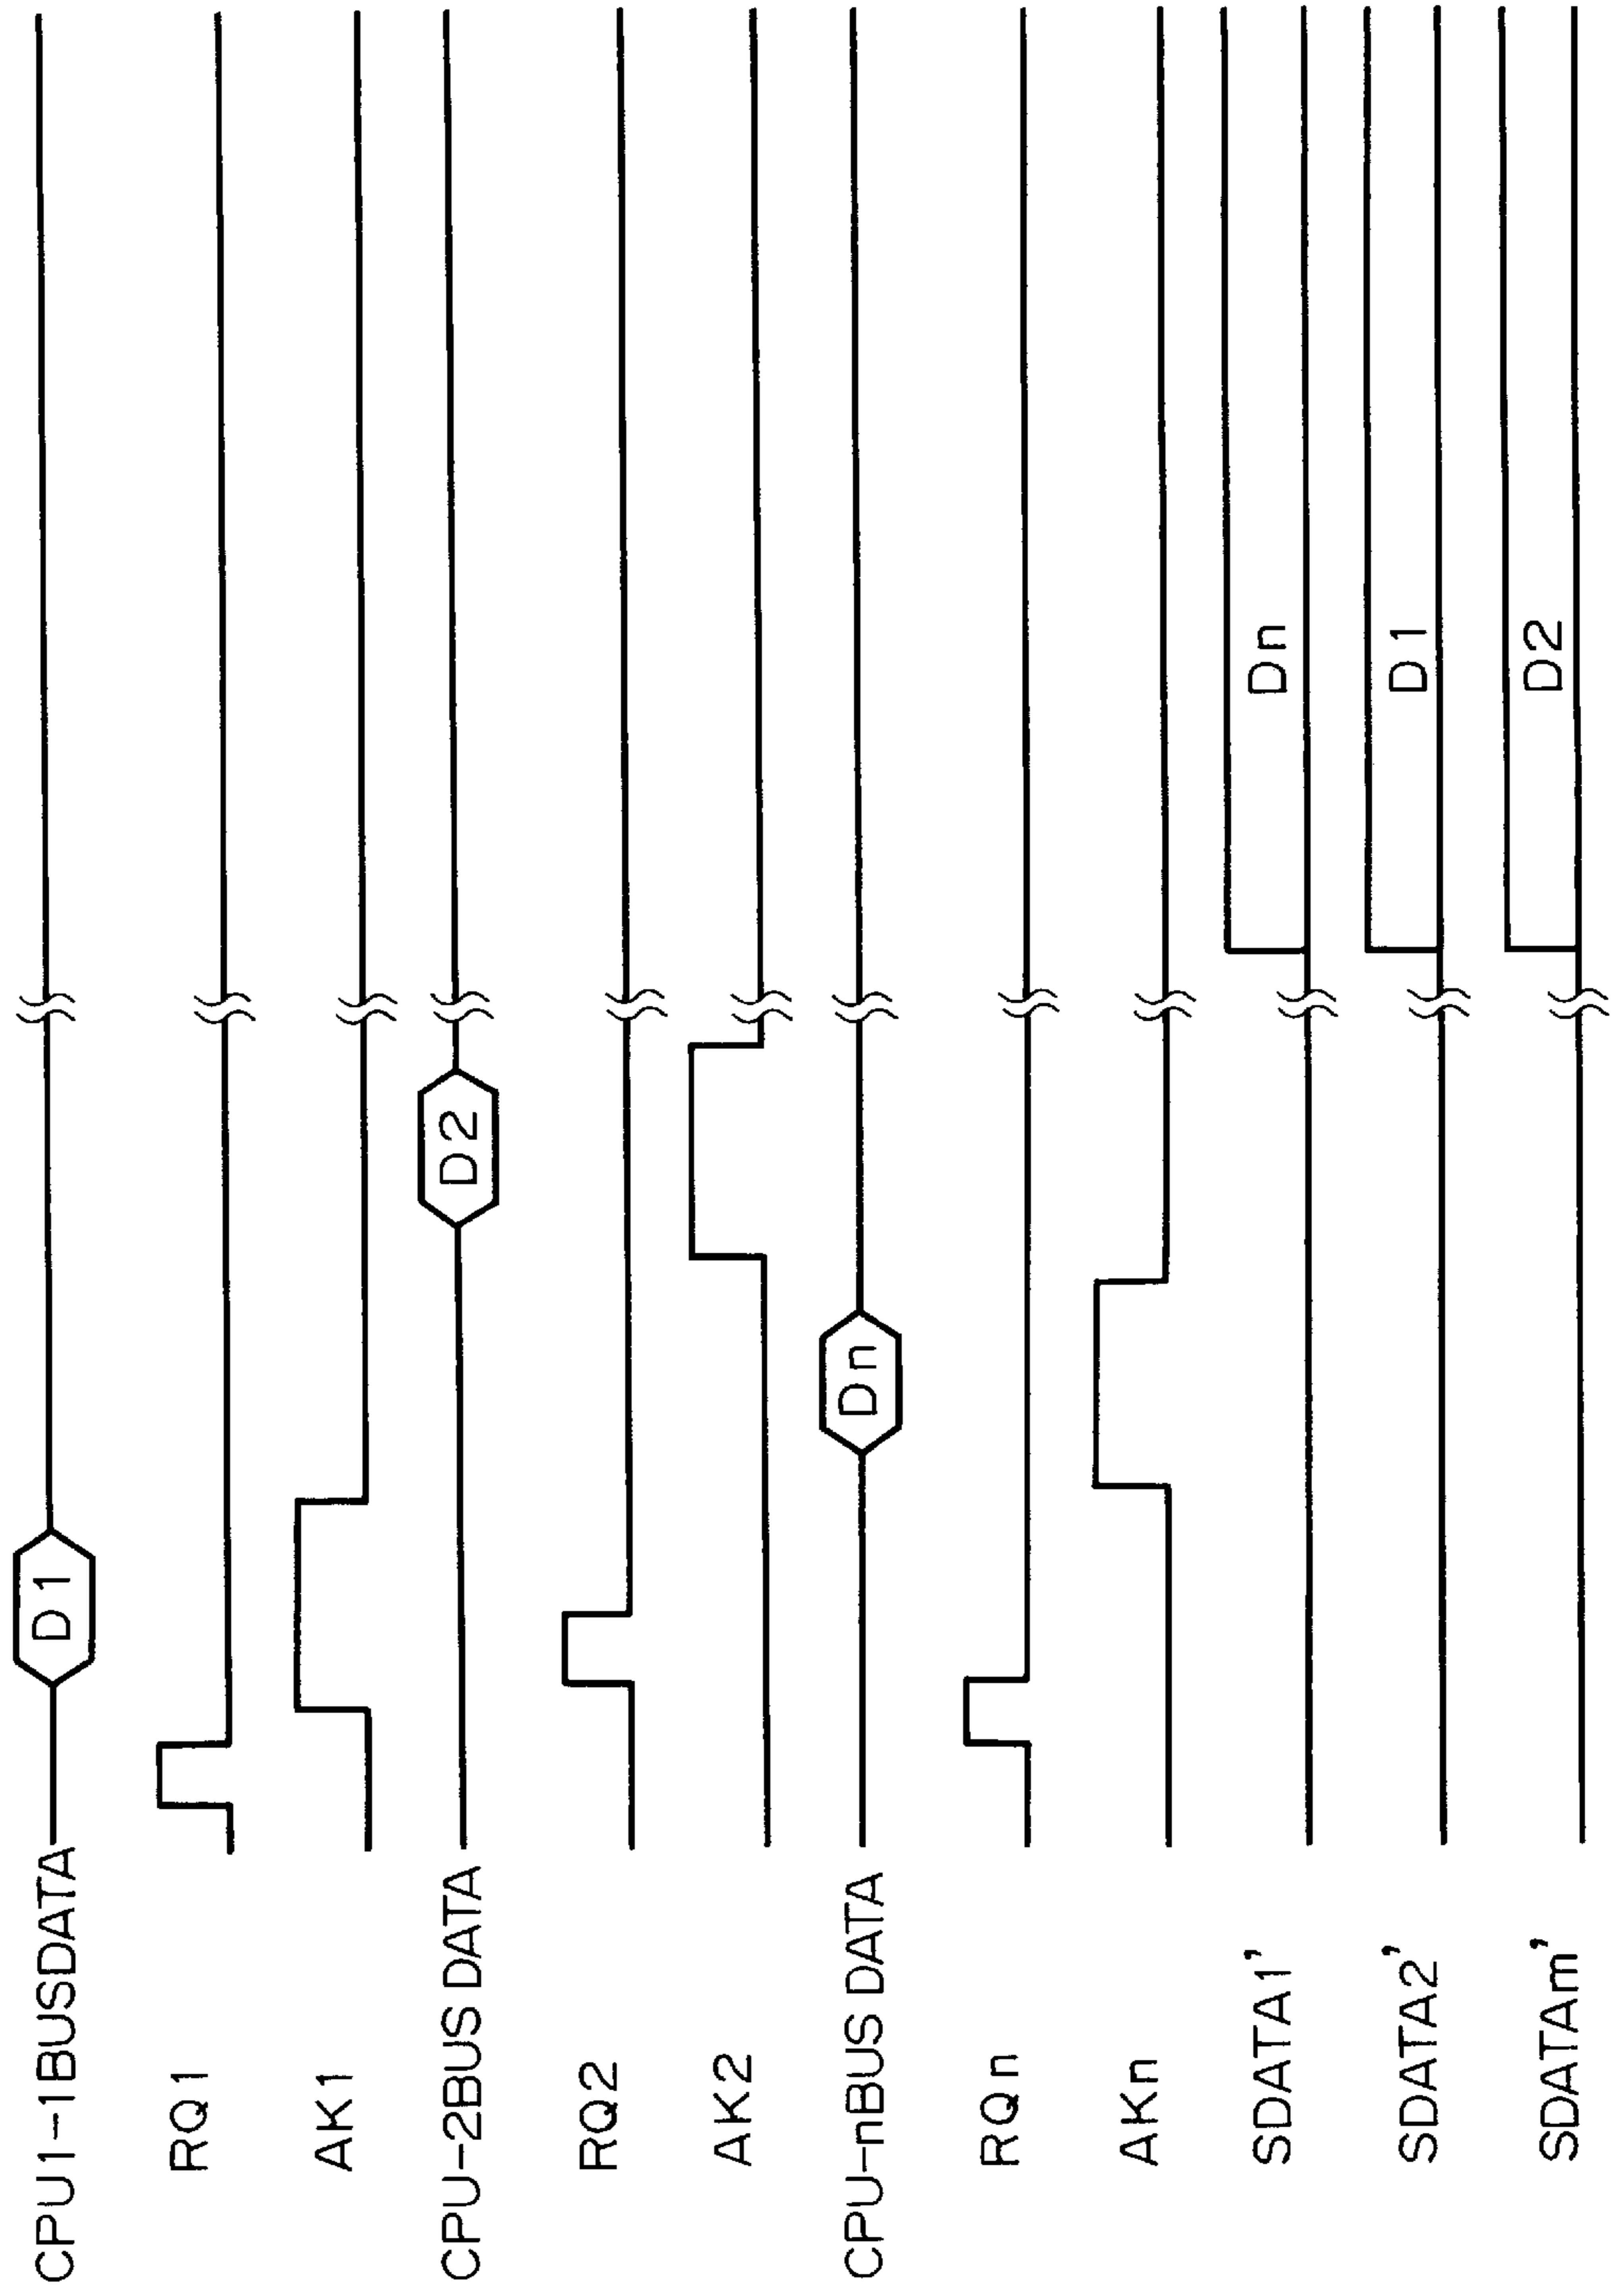 CPU1-1BUSDATA
D1
RQ1
AK1
CPU-2BUS DATA
D2
RQ2
AK2
CPU-nBUS DATA
Dn
RQn
AKn
SDATA1'
Dn
SDATA2'
D1
SDATAm'
D2